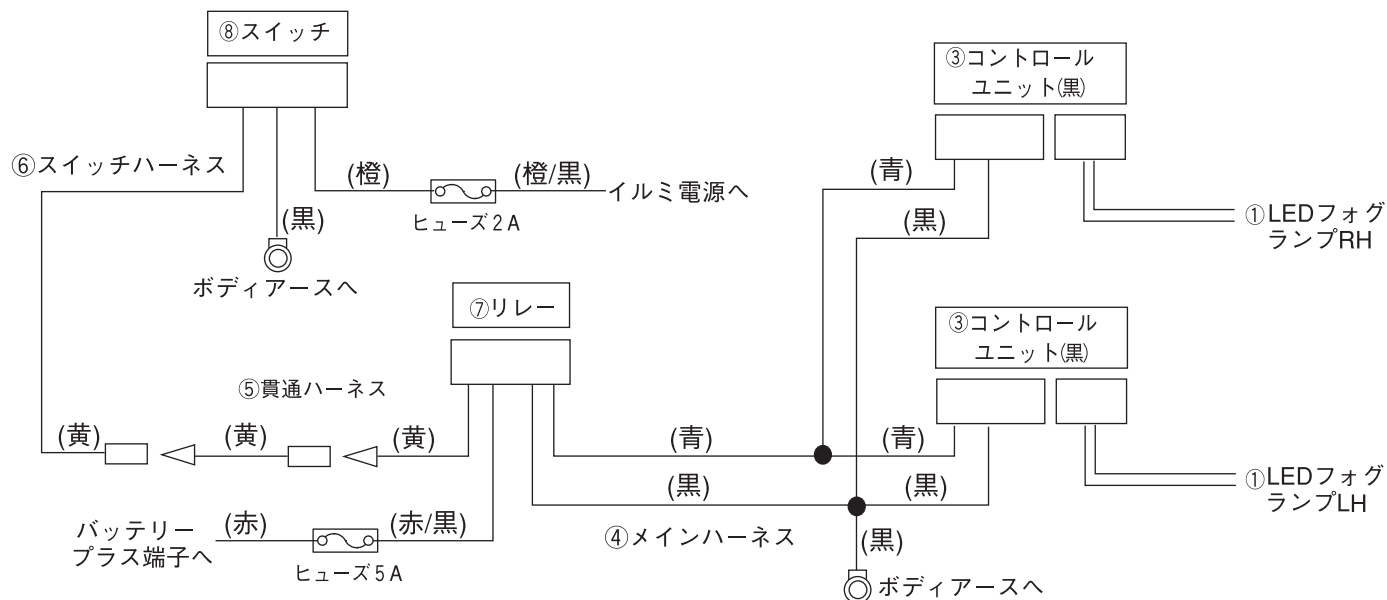 ⑧スイッチ
③コントロール
ユニット(黒)
⑥スイッチハーネス
(橙)
(橙/黒)
イルミ電源へ
ヒューズ2A
(黒)
ボディアースへ
(青)
(黒)
①LEDフォグ
ランプRH
⑦リレー
③コントロール
ユニット(黒)
⑤貫通ハーネス
(黄)
(黄)
(黄)
(青)
(青)
(黒)
(黒)
①LEDフォグ
ランプLH
バッテリー
プラス端子へ
(赤)
(赤/黒)
ヒューズ5A
④メインハーネス
(黒)
ボディアースへ